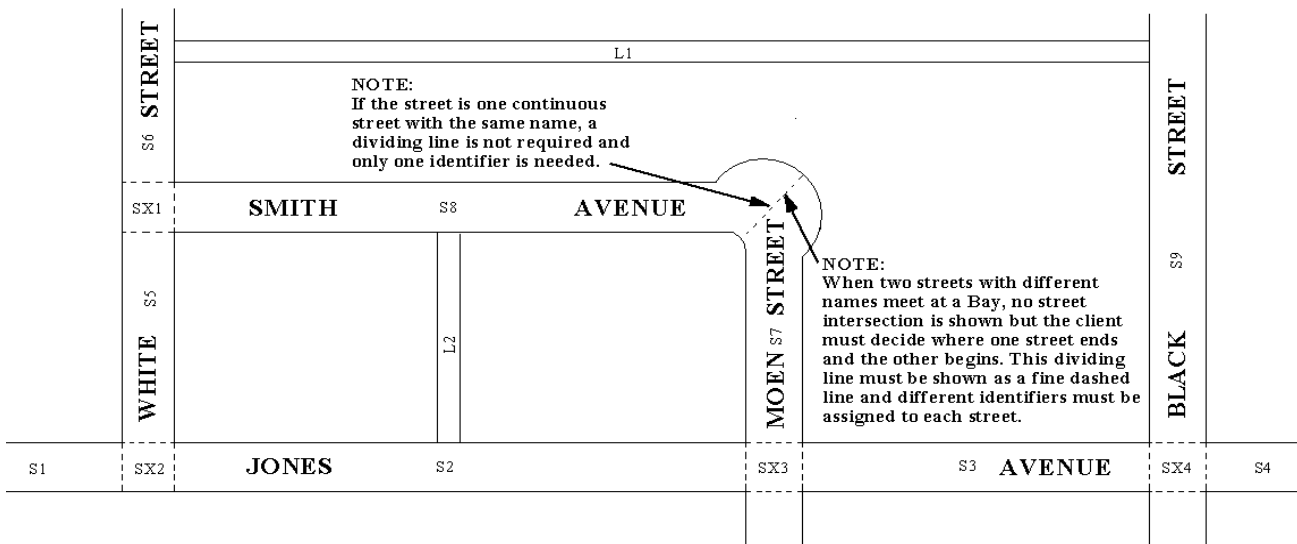 L1
STREET
S6
NOTE:
If the street is one continuous
street with the same name, a
dividing line is not required and
only one identifier is needed.
STREET
SX1
SMITH S8 AVENUE
S5
WHITE
L2
MOEN S7 STREET
NOTE:
When two streets with different
names meet at a Bay, no street
intersection is shown but the client
must decide where one street ends
and the other begins. This dividing
line must be shown as a fine dashed
line and different identifiers must be
assigned to each street.
S9
BLACK
S1 SX2 JONES S2 SX3 S3 AVENUE SX4 S4